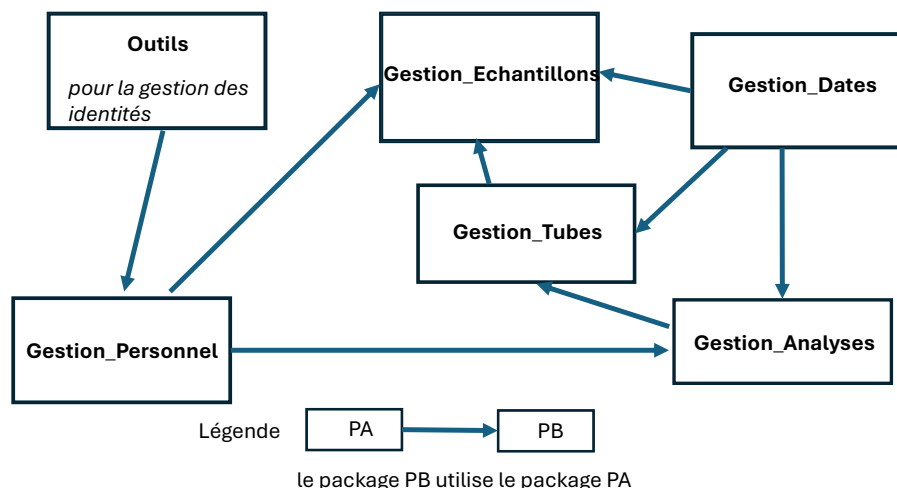 Outils
pour la gestion des
identités
Gestion_Echantillons
Gestion_Dates
Gestion_Tubes
Gestion_Personnel
Gestion_Analyses
Légende
PA
PB
le package PB utilise le package PA